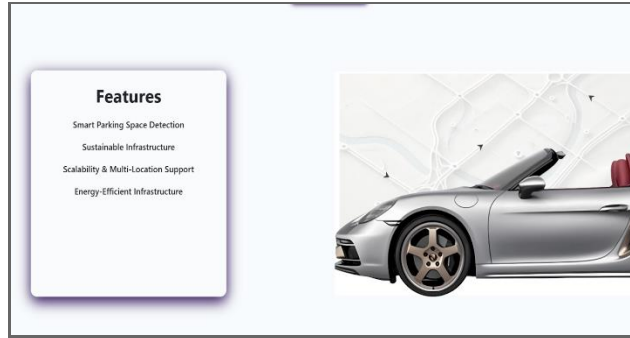 Features
Smart Parking Space Detection
Sustainable Infrastructure
Scalability & Multi-Location Support
Energy-Efficient Infrastructure